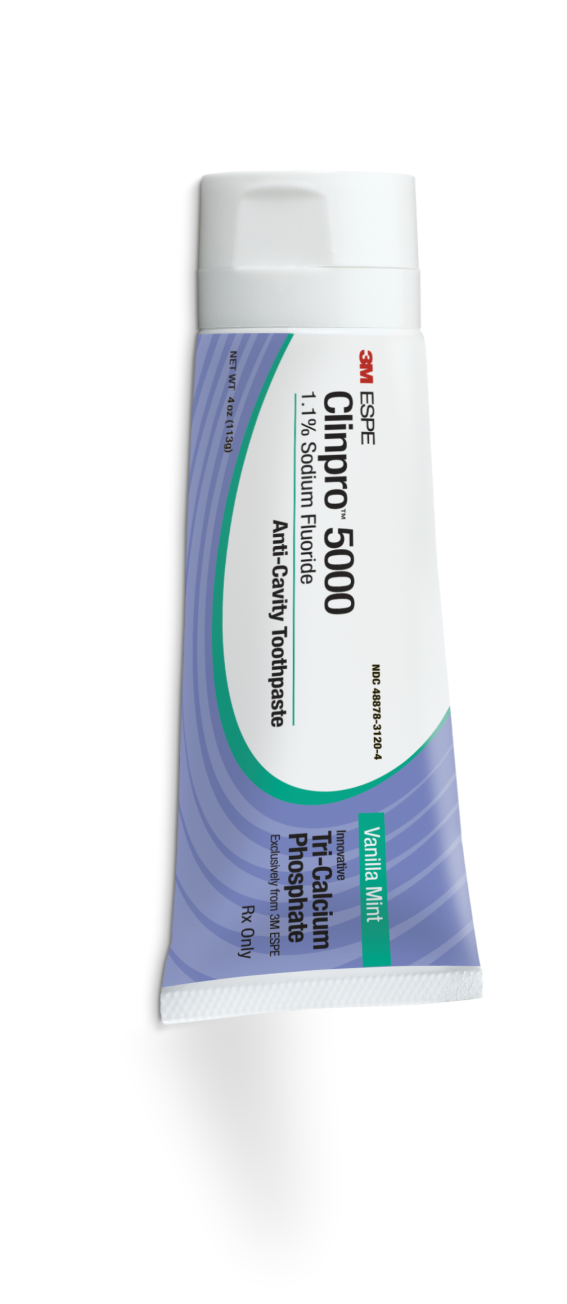 3M ESPE
Clinpro™ 5000
1.1% Sodium Fluoride
Anti-Cavity Toothpaste
NET WT 4 oz (113g)
NDC 48878-3120-4
Vanilla Mint
Innovative
Tri-Calcium
Phosphate
Exclusively from 3M ESPE
Rx Only